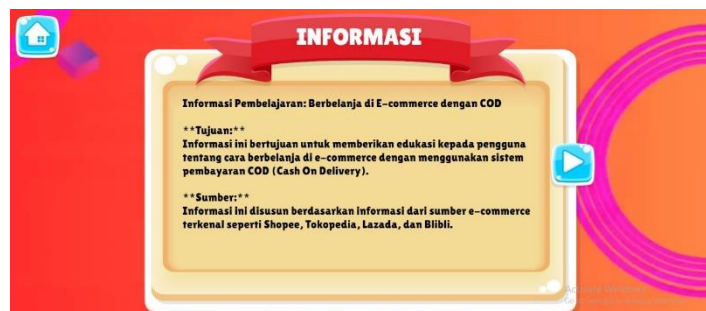 INFORMASI
Informasi Pembelajaran: Berbelanja di E-commerce dengan COD
**Tujuan:**
Informasi ini bertujuan untuk memberikan edukasi kepada pengguna
tentang cara berbelanja di e-commerce dengan menggunakan sistem
pembayaran COD (Cash On Delivery).
**Sumber:**
Informasi ini disusun berdasarkan informasi dari sumber e-commerce
terkenal seperti Shopee, Tokopedia, Lazada, dan Blibli.
Activate Windows